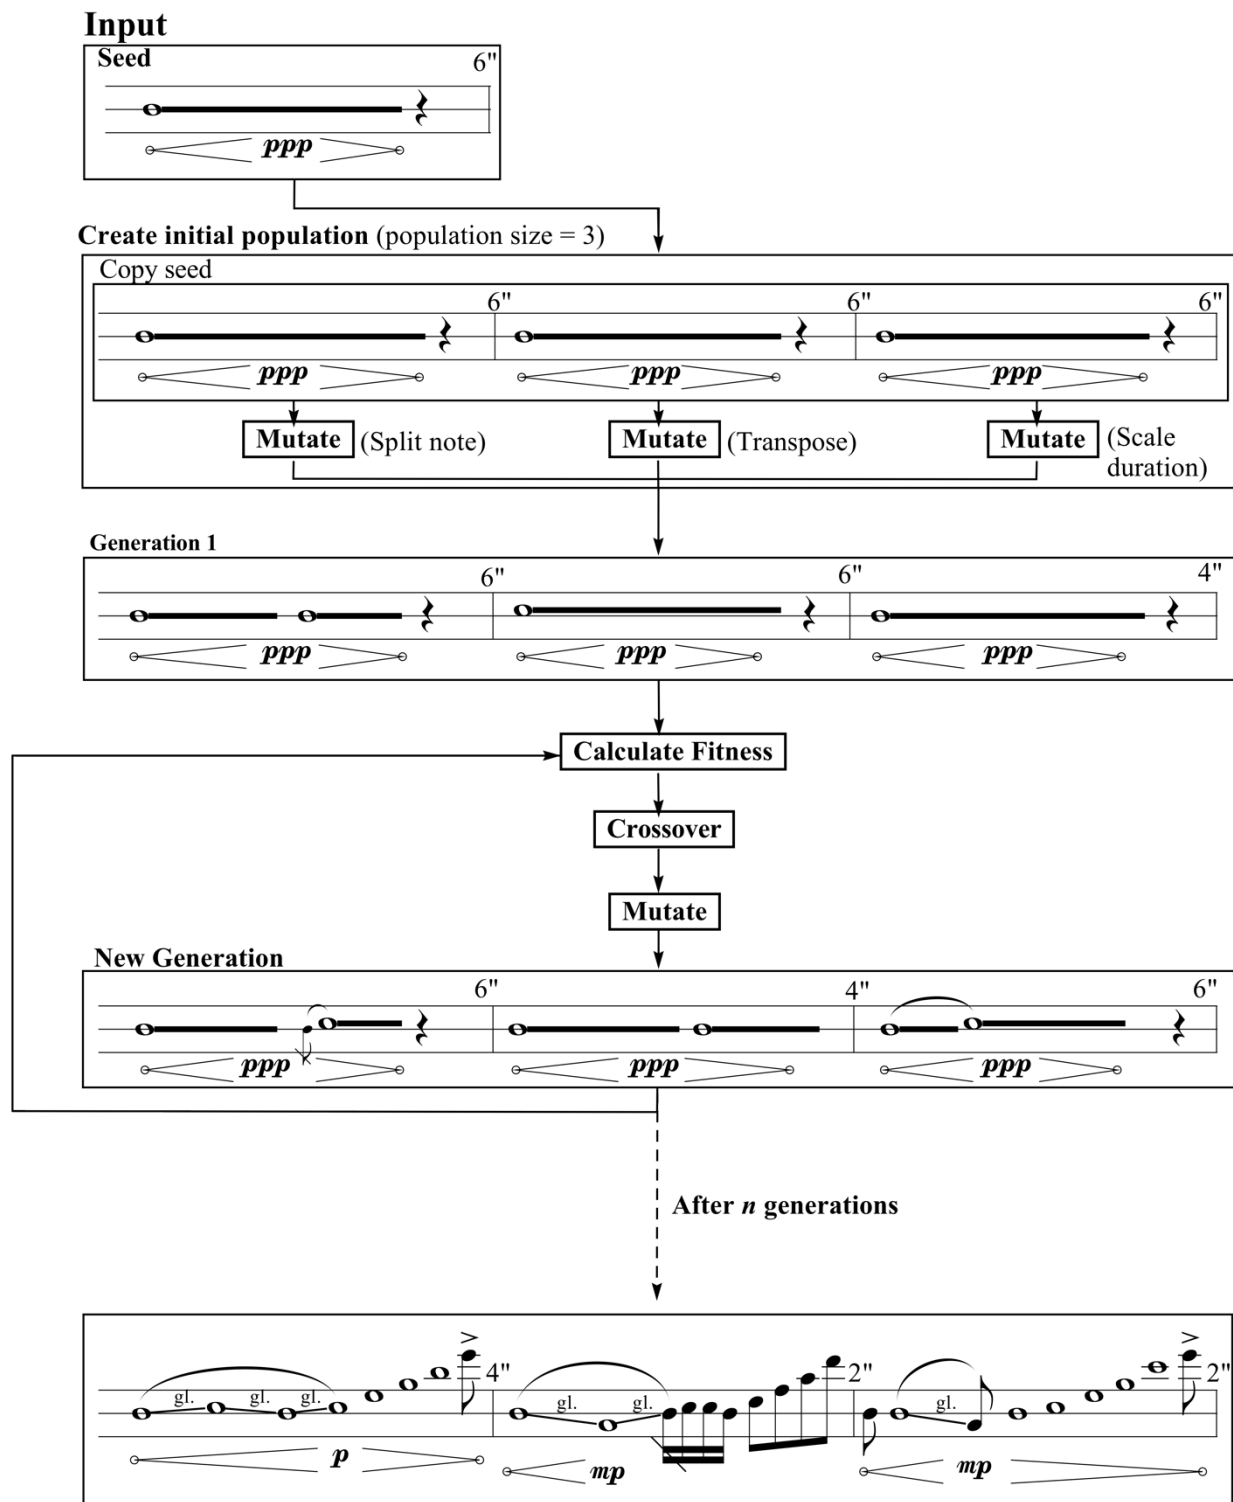 Input
Seed 6"
ppp
Create initial population (population size = 3)
Copy seed
6" 6" 6"
ppp ppp ppp
Mutate (Split note) Mutate (Transpose) Mutate (Scale
duration)
Generation 1
6" 6" 4"
ppp ppp ppp
Calculate Fitness
Crossover
Mutate
New Generation
6" 4" 6"
ppp ppp ppp
After n generations
4" 2" 2"
gl. gl. gl. gl. gl. gl.
p mp mp